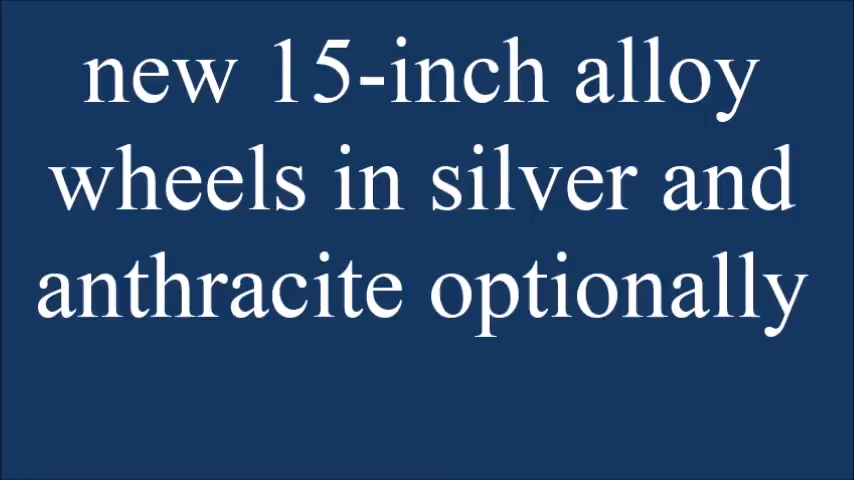 new 15-inch alloy
wheels in silver and
anthracite optionally